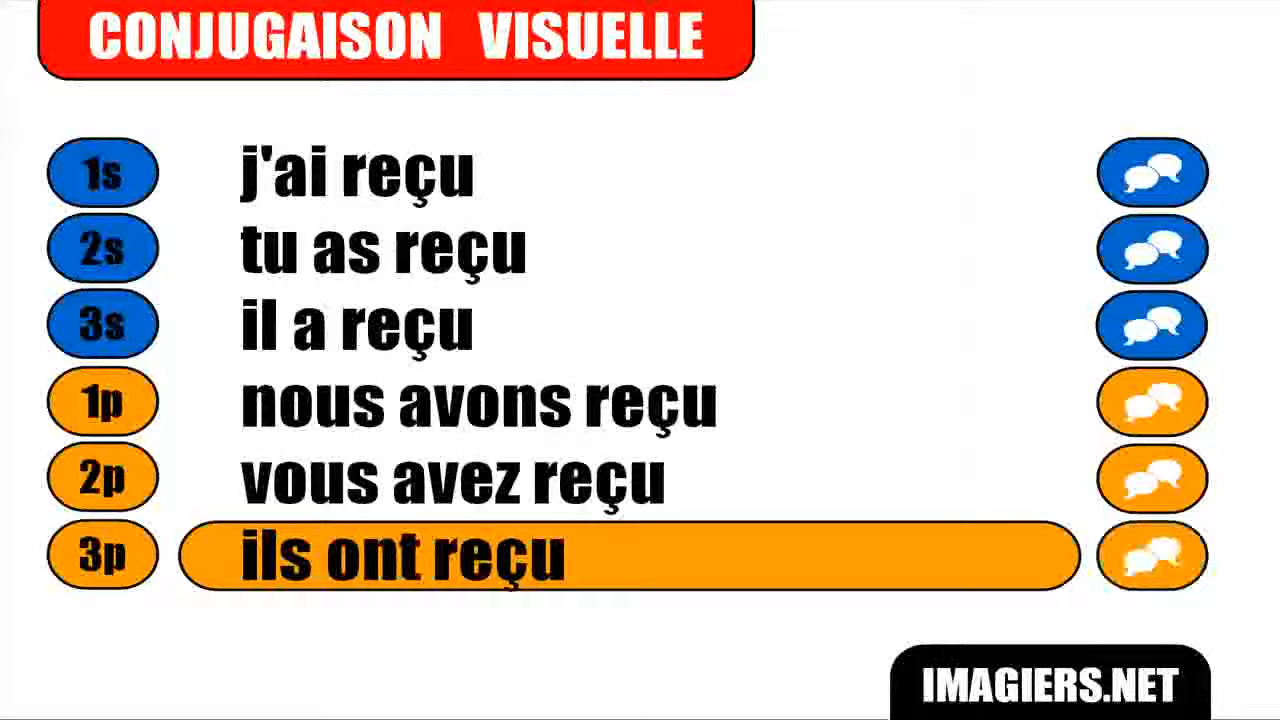 CONJUGAISON VISUELLE
1s j'ai reçu
2s tu as reçu
3s il a reçu
1p nous avons reçu
2p vous avez reçu
3p ils ont reçu
IMAGIERS.NET